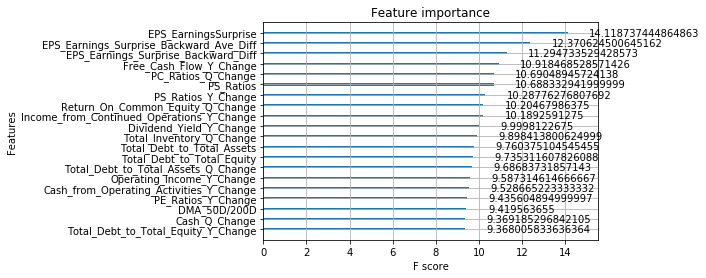 Feature importance
EPS_EarningsSurprise 14.118737444864863
EPS_Earnings_Surprise_Backward_Ave_Diff 12.370624500645162
EPS_Earnings_Surprise_Backward_Diff 11.294733529428573
Free_Cash_Flow_Y_Change 10.918468528571426
PC_Ratios_Q_Change 10.69048945724138
PS_Ratios 10.688332941999999
PS_Ratios_Y_Change 10.28776276807692
Return_On_Common_Equity_Q_Change 10.20467986375
Income_from_Continued_Operations_Y_Change 10.1892591275
Dividend_Yield_Y_Change 9.9998122675
Total_Inventory_Q_Change 9.898413800624999
Total_Debt_to_Total_Assets 9.760375104545455
Total_Debt_to_Total_Equity 9.735311607826088
Total_Debt_to_Total_Assets_Q_Change 9.68683731857143
Operating_Income_Y_Change 9.587314614666667
Cash_from_Operating_Activities_Y_Change 9.528665223333332
PE_Ratios_Y_Change 9.435604894999997
DMA_50D/200D 9.419563655
Cash_Q_Change 9.369185296842105
Total_Debt_to_Total_Equity_Y_Change 9.368005833636364
Features
0 2 4 6 8 10 12 14
F score